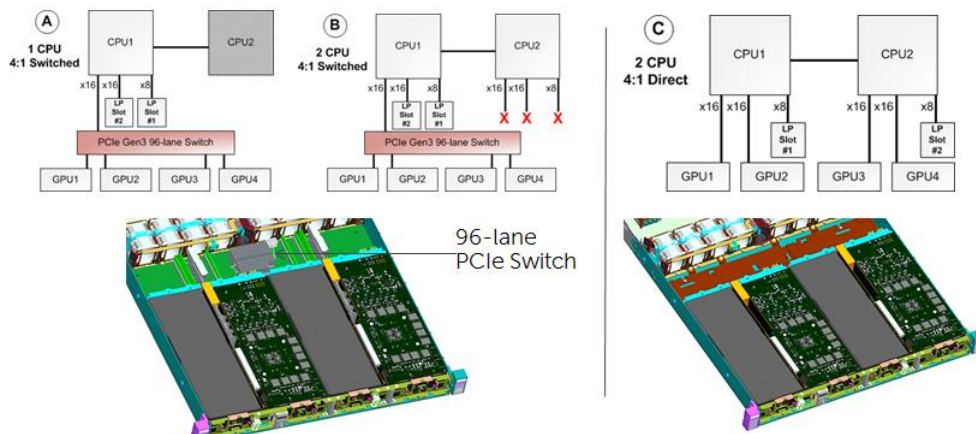 A
1 CPU
4:1 Switched
CPU1
CPU2
x16
x16
x8
LP
Slot
#2
LP
Slot
#1
PCIe Gen3 96-lane Switch
GPU1
GPU2
GPU3
GPU4
B
2 CPU
4:1 Switched
CPU1
CPU2
x16
x16
x8
x16
x16
x8
LP
Slot
#2
LP
Slot
#1
X
X
X
PCIe Gen3 96-lane Switch
GPU1
GPU2
GPU3
GPU4
C
2 CPU
4:1 Direct
CPU1
CPU2
x16
x16
x8
x16
x16
x8
LP
Slot
#1
LP
Slot
#2
GPU1
GPU2
GPU3
GPU4
96-lane
PCIe Switch